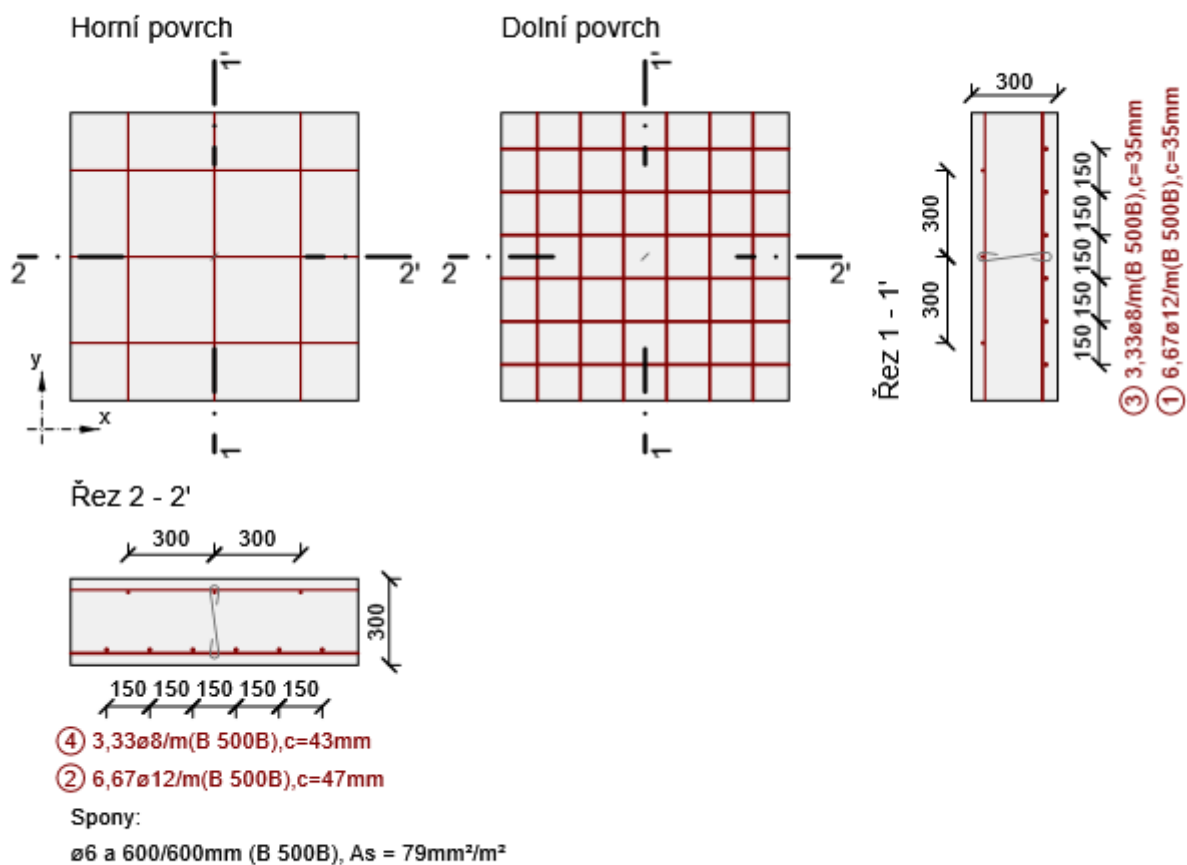 Horní povrch
Dolní povrch
1'
1'
300
2
2'
2
2'
300
300
150
150
150
150
150
Řez 1 - 1'
③ 3,33ø8/m(B 500B),c=35mm
① 6,67ø12/m(B 500B),c=35mm
y
x
1
1
Řez 2 - 2'
300 300
300
150 150 150 150 150
④ 3,33ø8/m(B 500B),c=43mm
② 6,67ø12/m(B 500B),c=47mm
Spony:
ø6 a 600/600mm (B 500B), As = 79mm²/m²